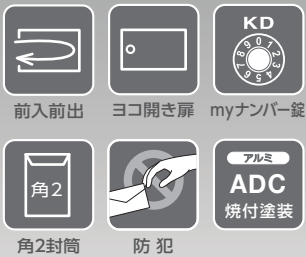 KD
0 1 2 3 4 5 6 7 8 9
前入前出
ヨコ開き扉
myナンバー錠
角2
アルミ
ADC
焼付塗装
角2封筒
防 犯